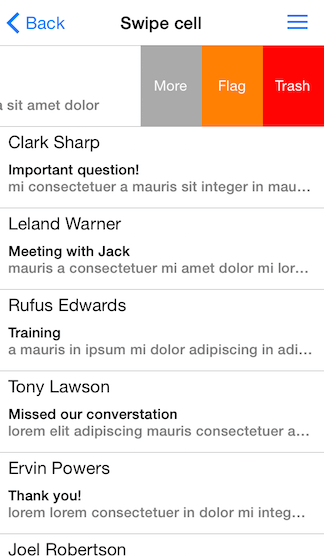 Back
Swipe cell
a sit amet dolor
More
Flag
Trash
Clark Sharp
Important question!
mi consectetuer a mauris sit integer in mau...
Leland Warner
Meeting with Jack
mauris a consectetuer mi amet dolor mi lor...
Rufus Edwards
Training
a mauris in ipsum mi dolor adipiscing in adi...
Tony Lawson
Missed our converstation
lorem elit adipiscing mauris consectetuer a...
Ervin Powers
Thank you!
lorem lorem consectetuer in dolor mi integ...
Joel Robertson